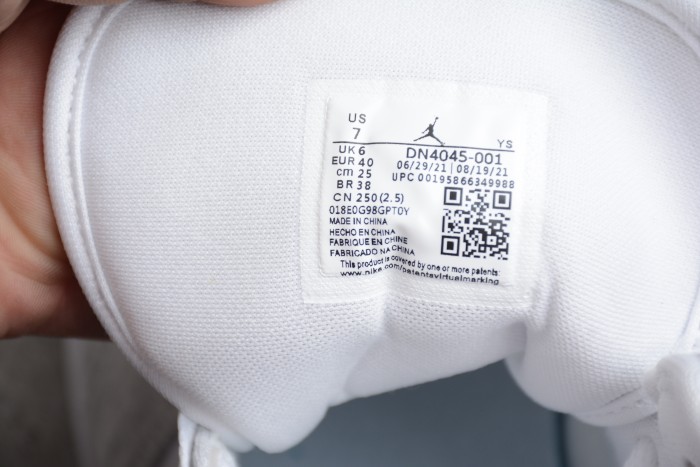 US
7
YS
UK 6
DN4045-001
EUR 40
06/29/21 | 08/19/21
cm 25
UPC 00195866349988
BR 38
CN 250 (2.5)
018E0G98GPT0Y
MADE IN CHINA
HECHO EN CHINA
FABRIQUE EN CHINE
FABRICADO NA CHINA
This product is covered by one or more patents:
www.nike.com/patentsvirtualmarking